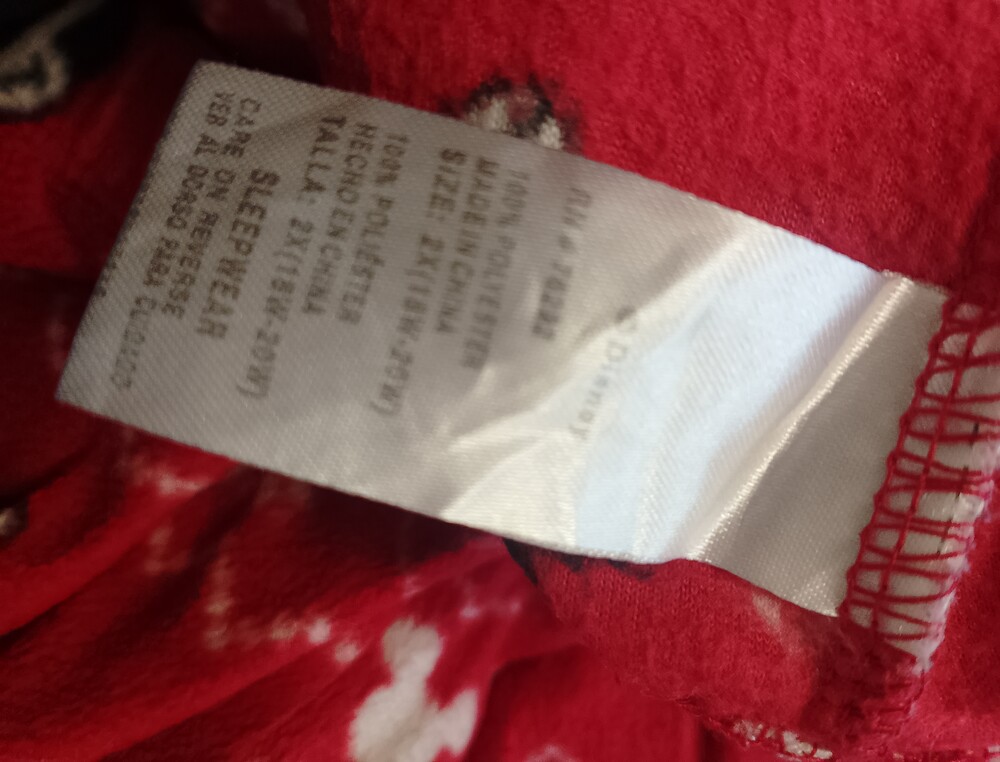 © Disney
RN # 76292
100% POLYESTER
MADE IN CHINA
SIZE: 2X(18W-20W)
100% POLIÉSTER
HECHO EN CHINA
TALLA: 2X(18W-20W)
SLEEPWEAR
CARE ON REVERSE
VER AL DORSO PARA CUIDADO